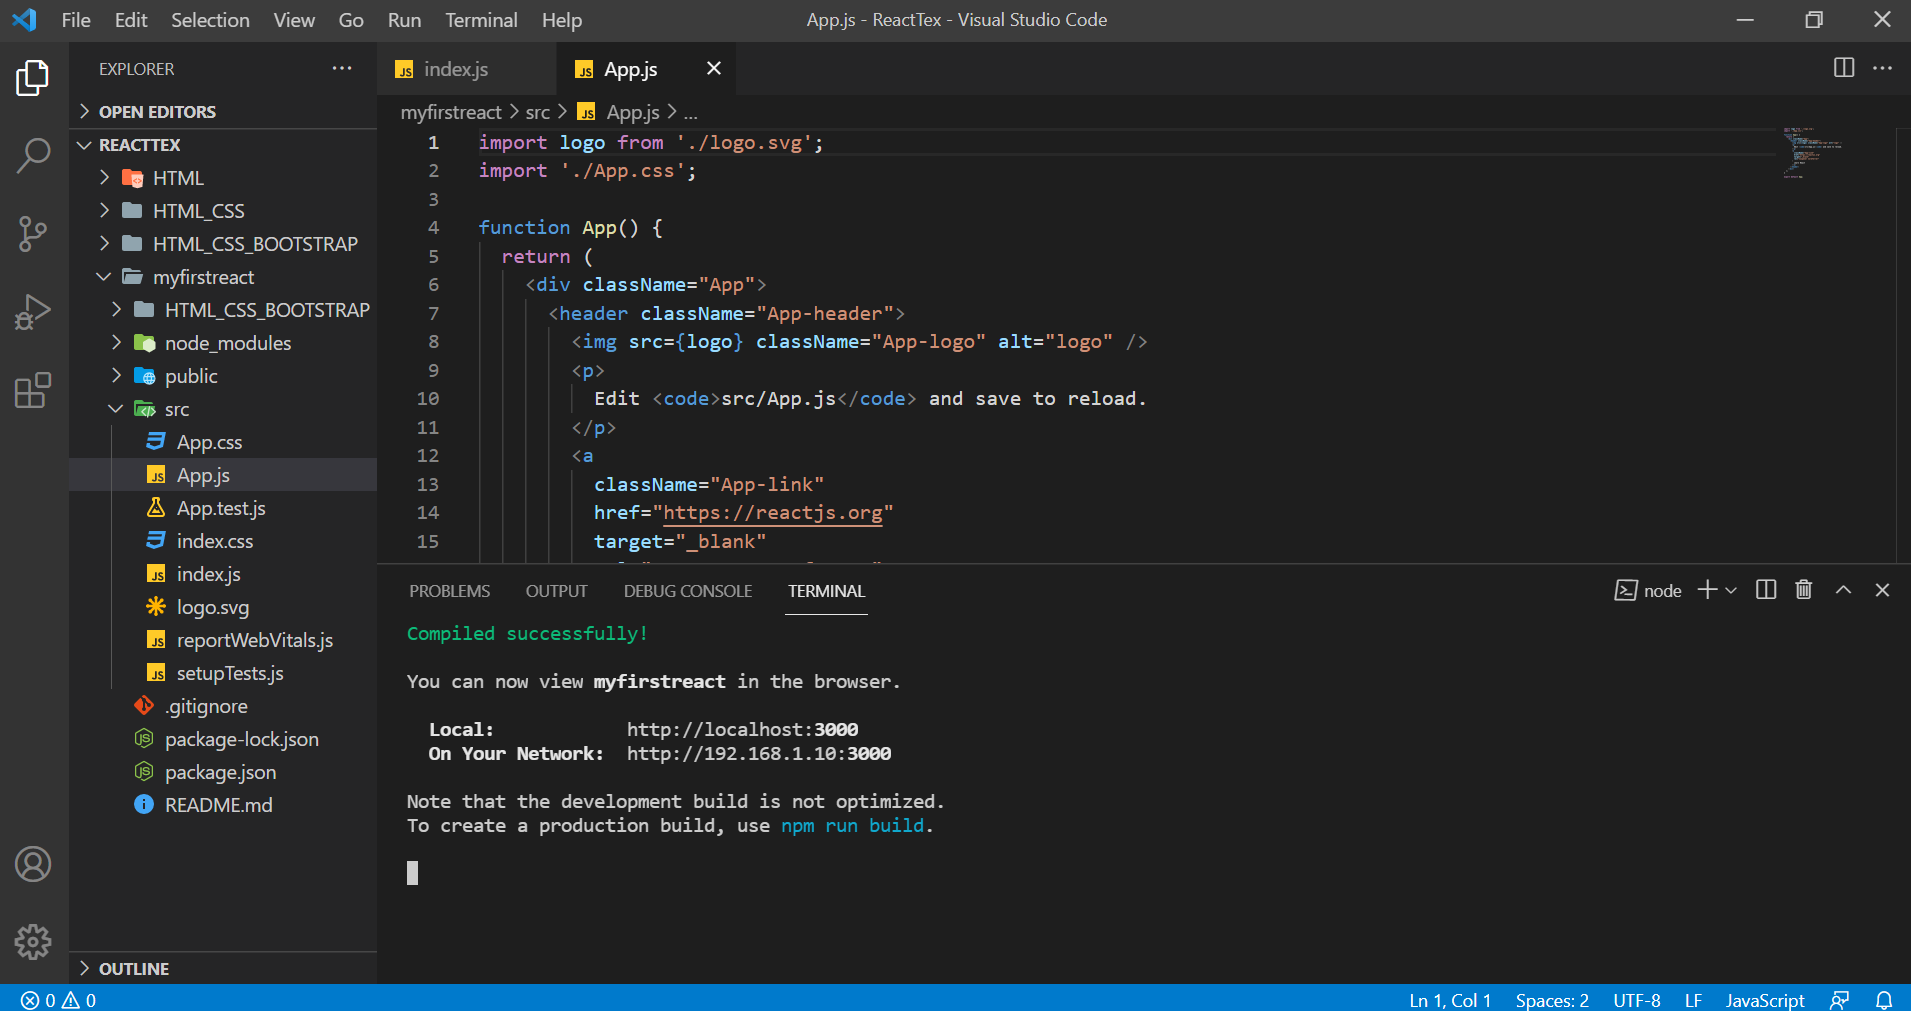 File Edit Selection View Go Run Terminal Help
App.js - ReactTex - Visual Studio Code
EXPLORER
OPEN EDITORS
REACTTEX
HTML
HTML_CSS
HTML_CSS_BOOTSTRAP
myfirstreact
HTML_CSS_BOOTSTRAP
node_modules
public
src
App.css
App.js
App.test.js
index.css
index.js
logo.svg
reportWebVitals.js
setupTests.js
.gitignore
package-lock.json
package.json
README.md
OUTLINE
index.js
App.js
myfirstreact > src > App.js > ...
1 import logo from './logo.svg';
2 import './App.css';
3
4 function App() {
5 return (
6 <div className="App">
7 <header className="App-header">
8 <img src={logo} className="App-logo" alt="logo" />
9 <p>
10 Edit <code>src/App.js</code> and save to reload.
11 </p>
12 <a
13 className="App-link"
14 href="https://reactjs.org"
15 target="_blank"
PROBLEMS OUTPUT DEBUG CONSOLE TERMINAL
node
Compiled successfully!
You can now view myfirstreact in the browser.
Local: http://localhost:3000
On Your Network: http://192.168.1.10:3000
Note that the development build is not optimized.
To create a production build, use npm run build.
0 0
Ln 1, Col 1 Spaces: 2 UTF-8 LF JavaScript